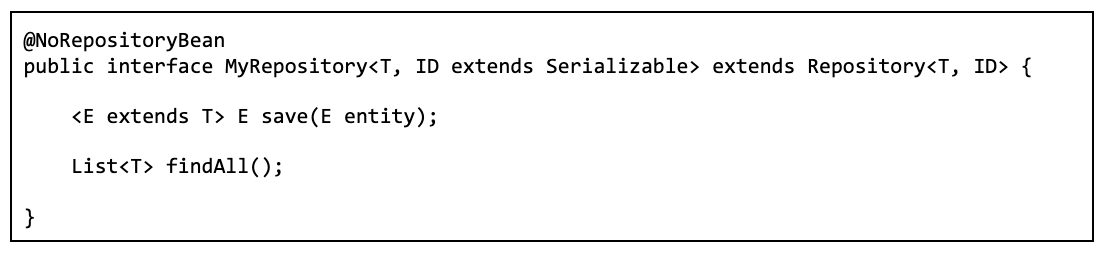 @NoRepositoryBean
public interface MyRepository<T, ID extends Serializable> extends Repository<T, ID> {
    <E extends T> E save(E entity);
    List<T> findAll();
}